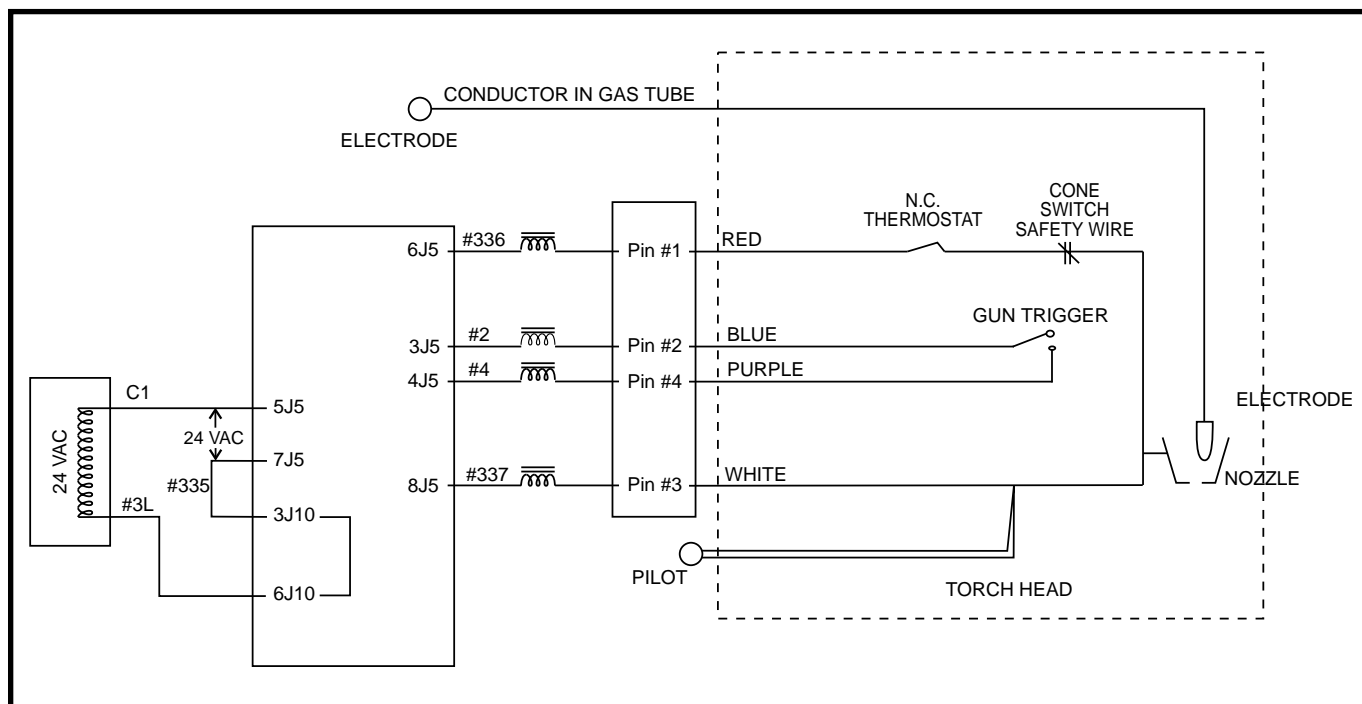 CONDUCTOR IN GAS TUBE
ELECTRODE
N.C.
THERMOSTAT
CONE
SWITCH
SAFETY WIRE
6J5
#336
Pin #1
RED
GUN TRIGGER
3J5
#2
Pin #2
BLUE
4J5
#4
Pin #4
PURPLE
24 VAC
C1
5J5
24 VAC
7J5
#335
#3L
3J10
6J10
8J5
#337
Pin #3
WHITE
ELECTRODE
NOZZLE
PILOT
TORCH HEAD